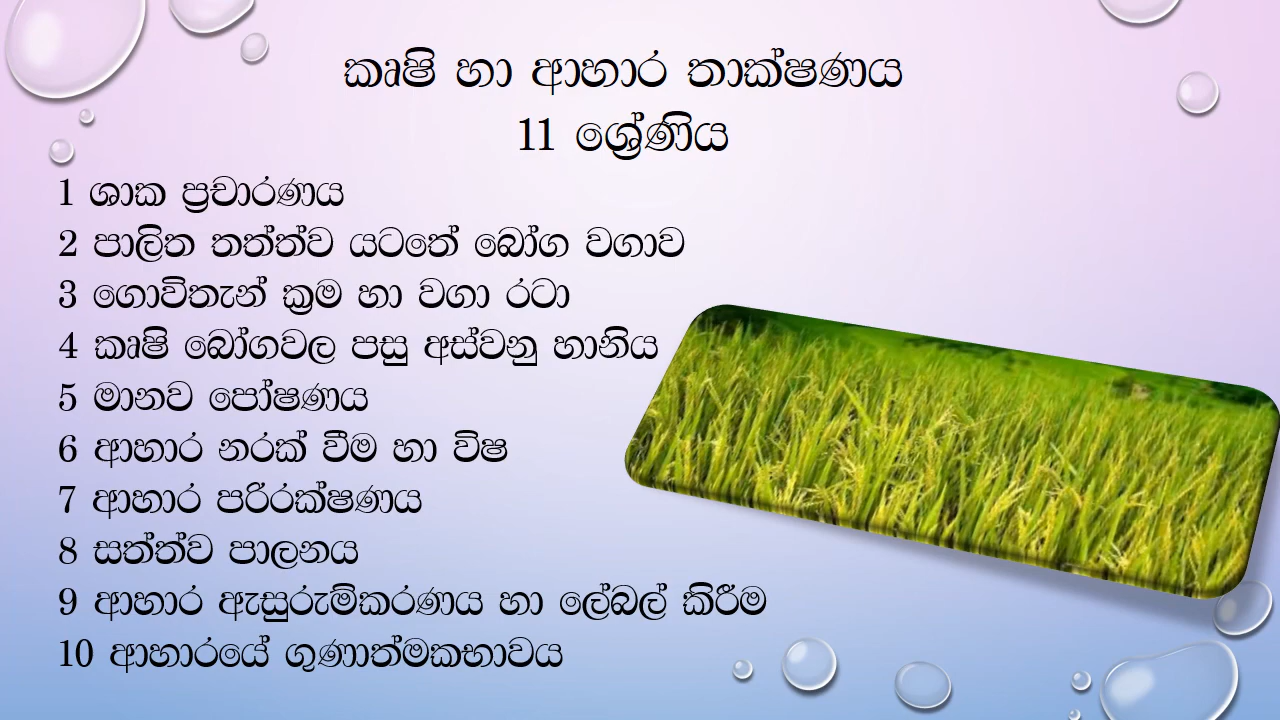 කෘෂි හා ආහාර තාක්ෂණය
11 ශ්‍රේණිය
1 ශාක ප්‍රචාරණය
2 පාලිත තත්ත්ව යටතේ බෝග වගාව
3 ගොවිතැන් ක්‍රම හා වගා රටා
4 කෘෂි බෝගවල පසු අස්වනු හානිය
5 මානව පෝෂණය
6 ආහාර නරක් වීම හා විෂ
7 ආහාර පරිරක්ෂණය
8 සත්ත්ව පාලනය
9 ආහාර ඇසුරුම්කරණය හා ලේබල් කිරීම
10 ආහාරයේ ගුණාත්මකභාවය